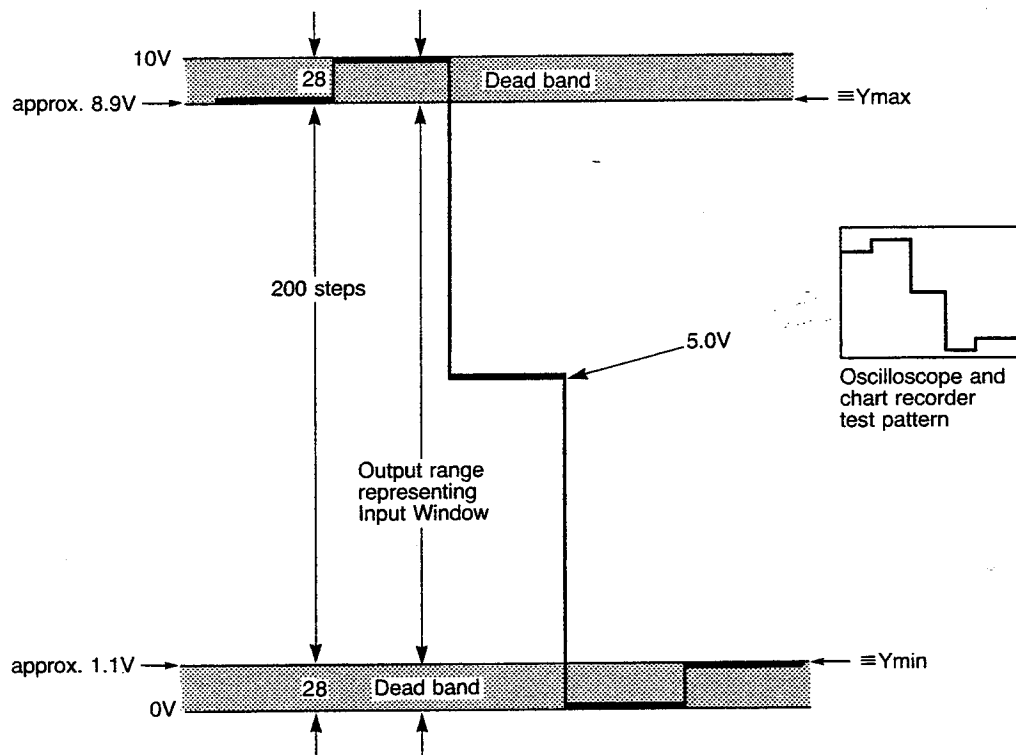 10V
28
Dead band
approx. 8.9V
≡Ymax
200 steps
5.0V
Oscilloscope and
chart recorder
test pattern
Output range
representing
Input Window
approx. 1.1V
≡Ymin
28
Dead band
0V